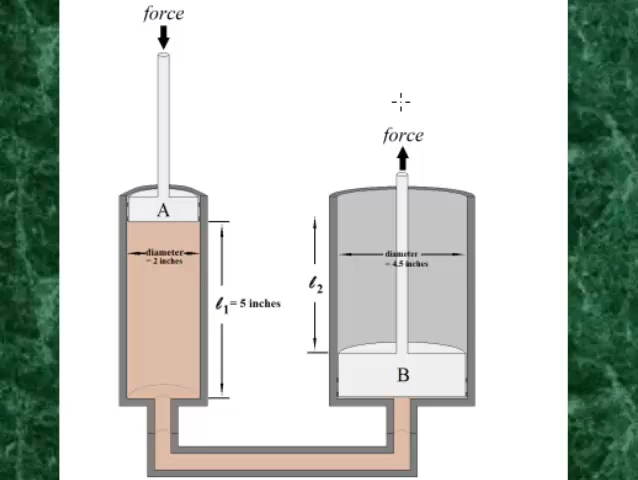 force
force
A
diameter
= 2 inches
diameter
= 4.5 inches
ℓ1 = 5 inches
ℓ2
B